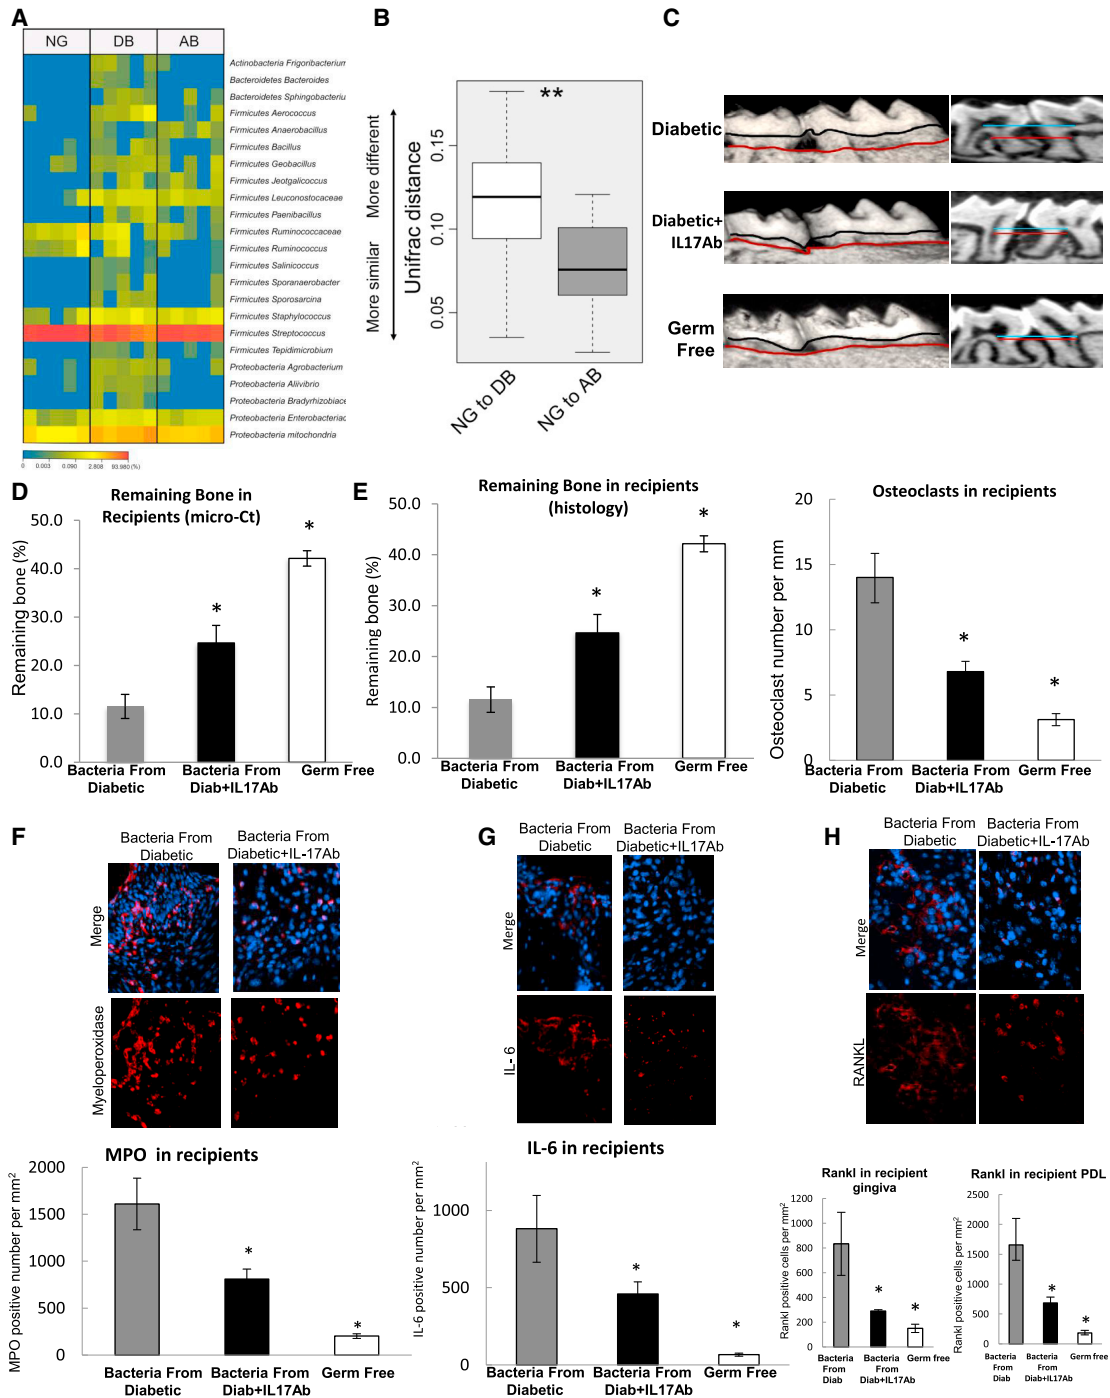 A
NG DB AB
Actinobacteria Frigoribacterium
Bacteroidetes Bacteroides
Bacteroidetes Sphingobacteriu
Firmicutes Aerococcus
Firmicutes Anaerobacillus
Firmicutes Bacillus
Firmicutes Geobacillus
Firmicutes Jeotgalicoccus
Firmicutes Leuconostocaceae
Firmicutes Paenibacillus
Firmicutes Ruminococcaceae
Firmicutes Ruminococcus
Firmicutes Salinicoccus
Firmicutes Sporanaerobacter
Firmicutes Sporosarcina
Firmicutes Staphylococcus
Firmicutes Streptococcus
Firmicutes Tepidimicrobium
Proteobacteria Agrobacterium
Proteobacteria Aliivibrio
Proteobacteria Bradyrhizobiace
Proteobacteria Enterobacteriac
Proteobacteria mitochondria
0 0.003 0.090 2.808 93.980 (%)
B
More similar More different
Unifrac distance
0.15
0.10
0.05
**
NG to DB
NG to AB
C
Diabetic
Diabetic+
IL17Ab
Germ
Free
D
Remaining Bone in
Recipients (micro-Ct)
Remaining bone (%)
50.0
40.0
30.0
20.0
10.0
0.0
*
*
Bacteria From
Diabetic
Bacteria From
Diab+IL17Ab
Germ Free
E
Remaining Bone in recipients
(histology)
Remaining bone (%)
50.0
40.0
30.0
20.0
10.0
0.0
*
*
Bacteria From
Diabetic
Bacteria From
Diab+IL17Ab
Germ Free
Osteoclasts in recipients
Osteoclast number per mm
20
15
10
5
0
*
*
Bacteria From
Diabetic
Bacteria From
Diab+IL17Ab
Germ Free
F
Bacteria From
Diabetic
Bacteria From
Diabetic+IL-17Ab
Merge
Myeloperoxidase
MPO in recipients
MPO positive number per mm2
2000
1500
1000
500
0
*
*
Bacteria From
Diabetic
Bacteria From
Diab+IL17Ab
Germ Free
G
Bacteria From
Diabetic
Bacteria From
Diabetic+IL17Ab
Merge
IL- 6
IL-6 in recipients
IL-6 positive number per mm2
1000
500
0
*
*
Bacteria From
Diabetic
Bacteria From
Diab+IL17Ab
Germ Free
H
Bacteria From
Diabetic
Bacteria From
Diabetic+IL-17Ab
Merge
RANKL
Rankl in recipient
gingiva
Rankl positive cells per mm2
1200
1000
800
600
400
200
0
*
*
Bacteria
From
Diab
Bacteria
From
Diab+IL17Ab
Germ free
Rankl in recipient PDL
Rankl positive cells per mm2
2500
2000
1500
1000
500
0
*
*
Bacteria
From
Diab
Bacteria
From
Diab+IL17Ab
Germ free